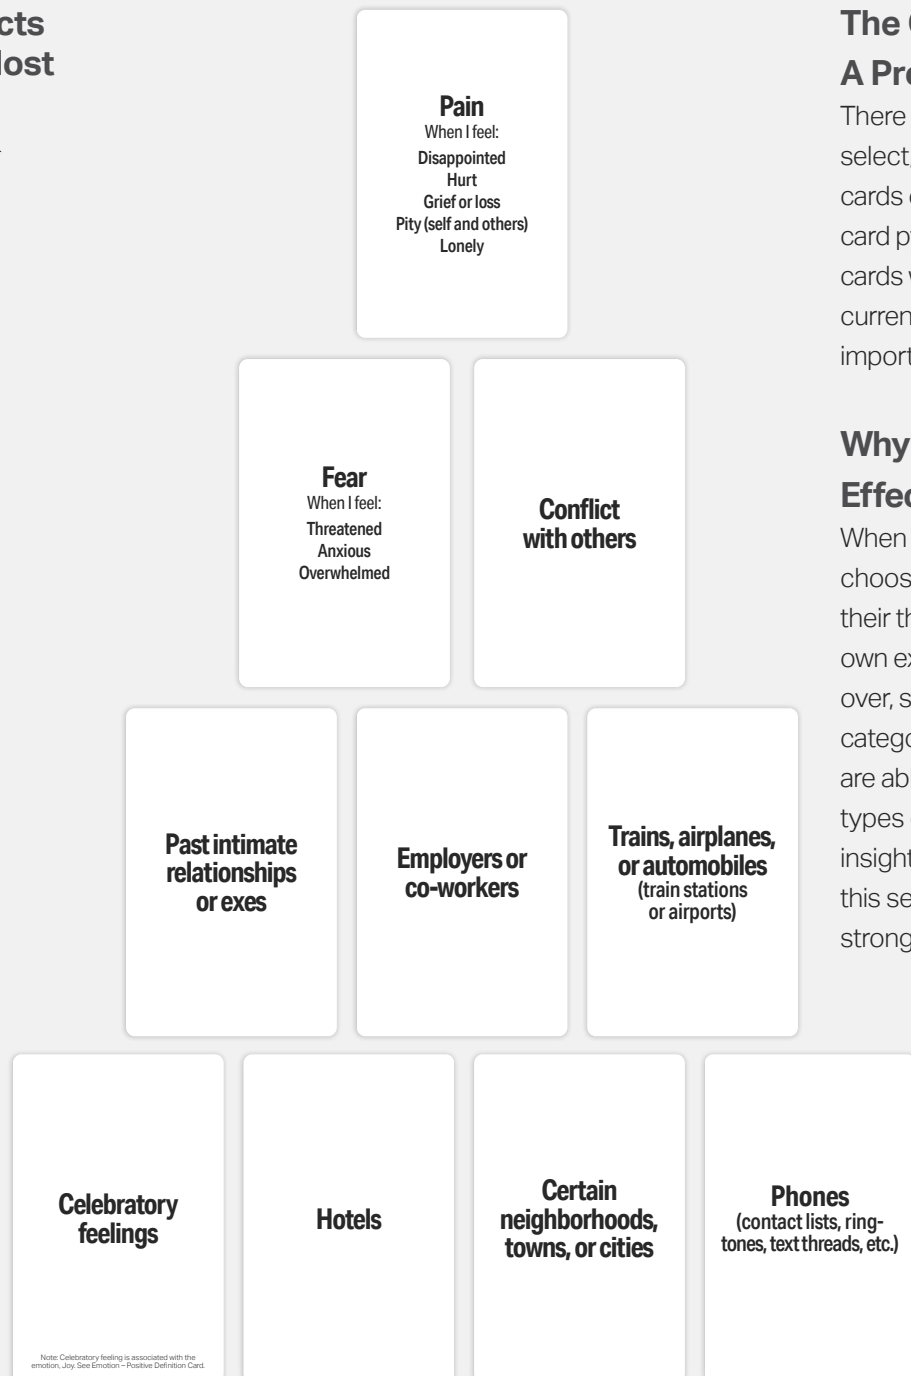 cts
lost
Pain
When I feel:
Disappointed
Hurt
Grief or loss
Pity (self and others)
Lonely
Fear
When I feel:
Threatened
Anxious
Overwhelmed
Conflict
with others
Past intimate
relationships
or exes
Employers or
co-workers
Trains, airplanes,
or automobiles
(train stations
or airports)
Celebratory
feelings
Note: Celebratory feeling is associated with the
emotion, Joy. See Emotion – Positive Definition Card.
Hotels
Certain
neighborhoods,
towns, or cities
Phones
(contact lists, ring-
tones, text threads, etc.)
The
A Pr
There
select,
cards
card p
cards
curren
import
Why
Effec
When
choos
their th
own ex
over, s
catego
are ab
types
insight
this se
strong